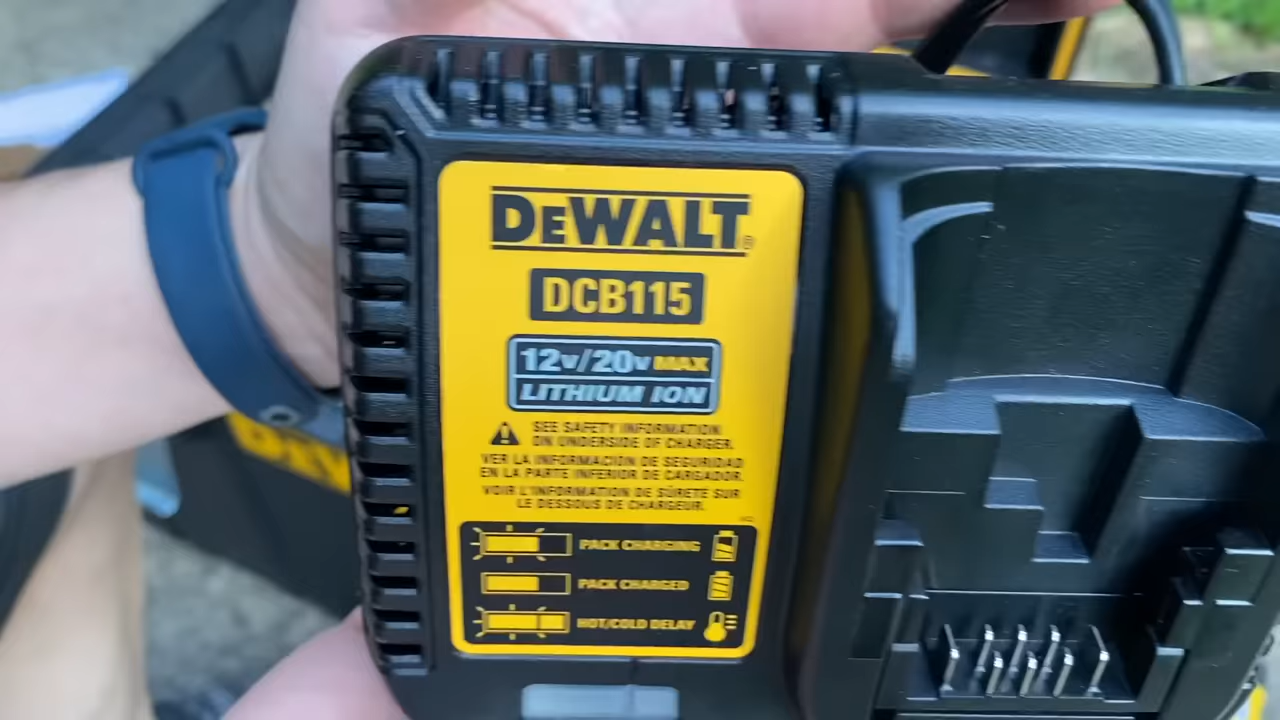 DEWALT®
DCB115
12v/20v MAX
LITHIUM ION
SEE SAFETY INFORMATION
ON UNDERSIDE OF CHARGER.
VER LA INFORMACION DE SEGURIDAD
EN LA PARTE INFERIOR DE CARGADOR.
VOIR L'INFORMATION DE SÛRETE SUR
LE DESSOUS DE CHARGEUR.
PACK CHARGING
PACK CHARGED
HOT/COLD DELAY